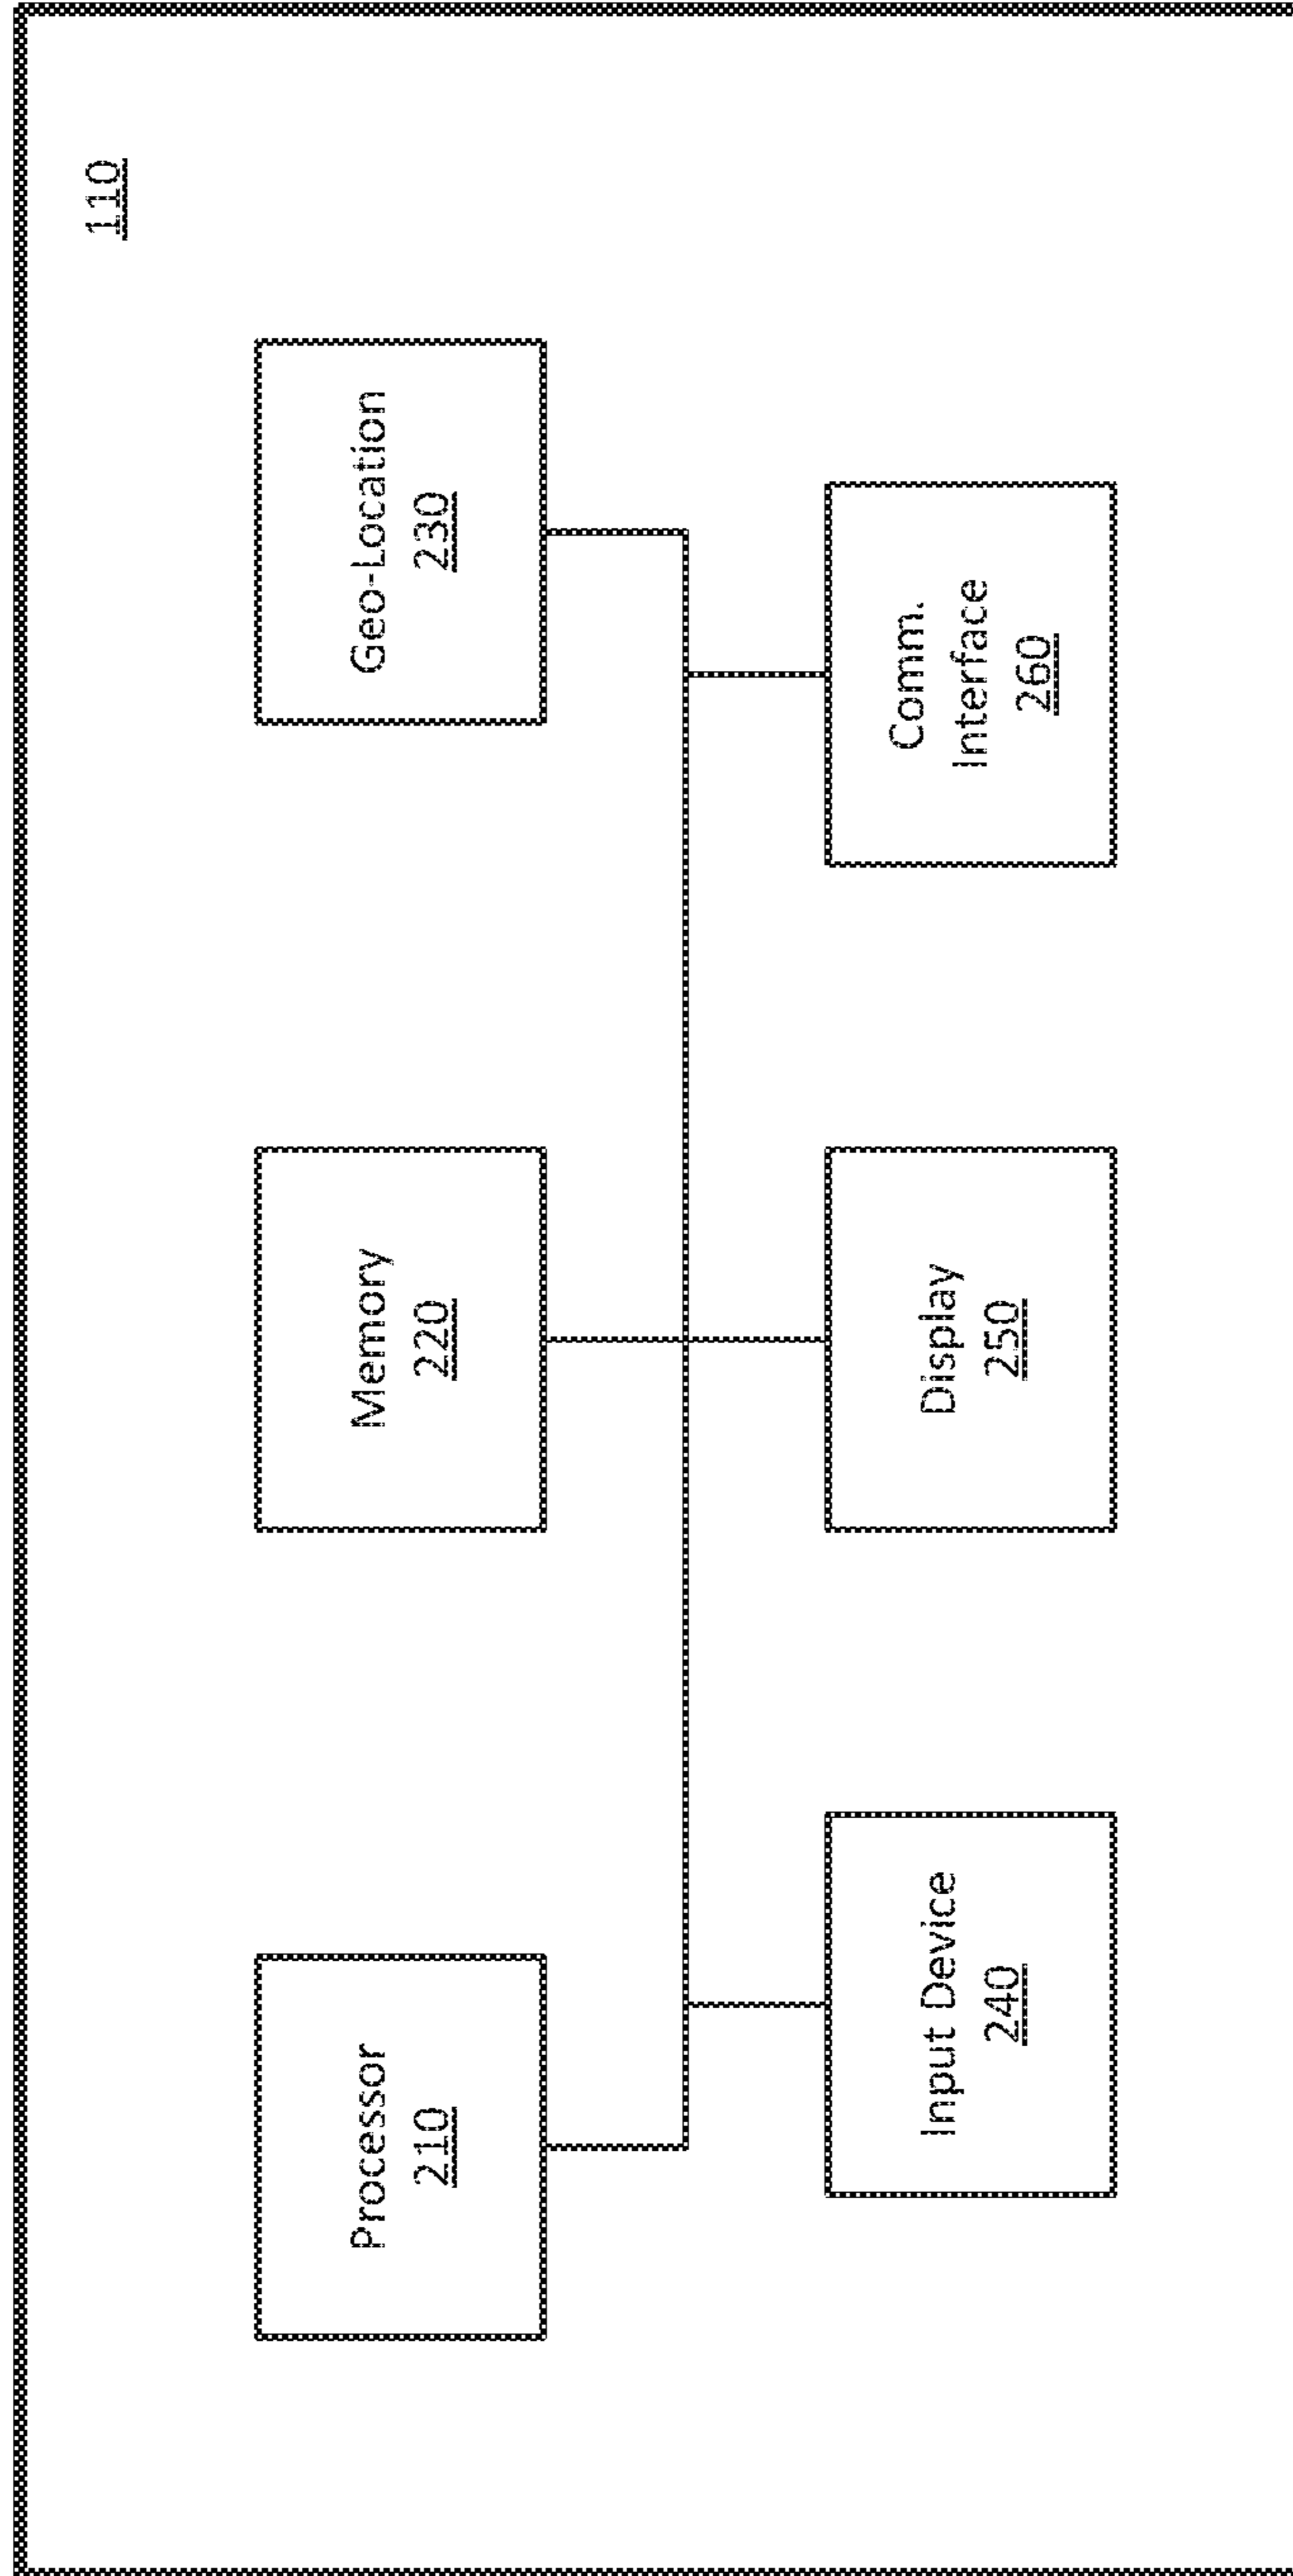 110
Processor
210
Memory
220
Geo-Location
230
Input Device
240
Display
250
Comm.
Interface
260